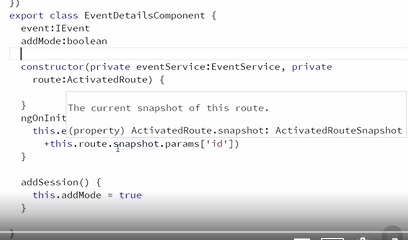 })
export class EventDetailsComponent {
event:IEvent
addMode:boolean
constructor(private eventService:EventService, private
route:ActivatedRoute) {
The current snapshot of this route.
}
ngOnInit
(property) ActivatedRoute.snapshot: ActivatedRouteSnapshot
this.e
+this.route.snapshot.params['id'])
}
addSession() {
this.addMode = true
}
}